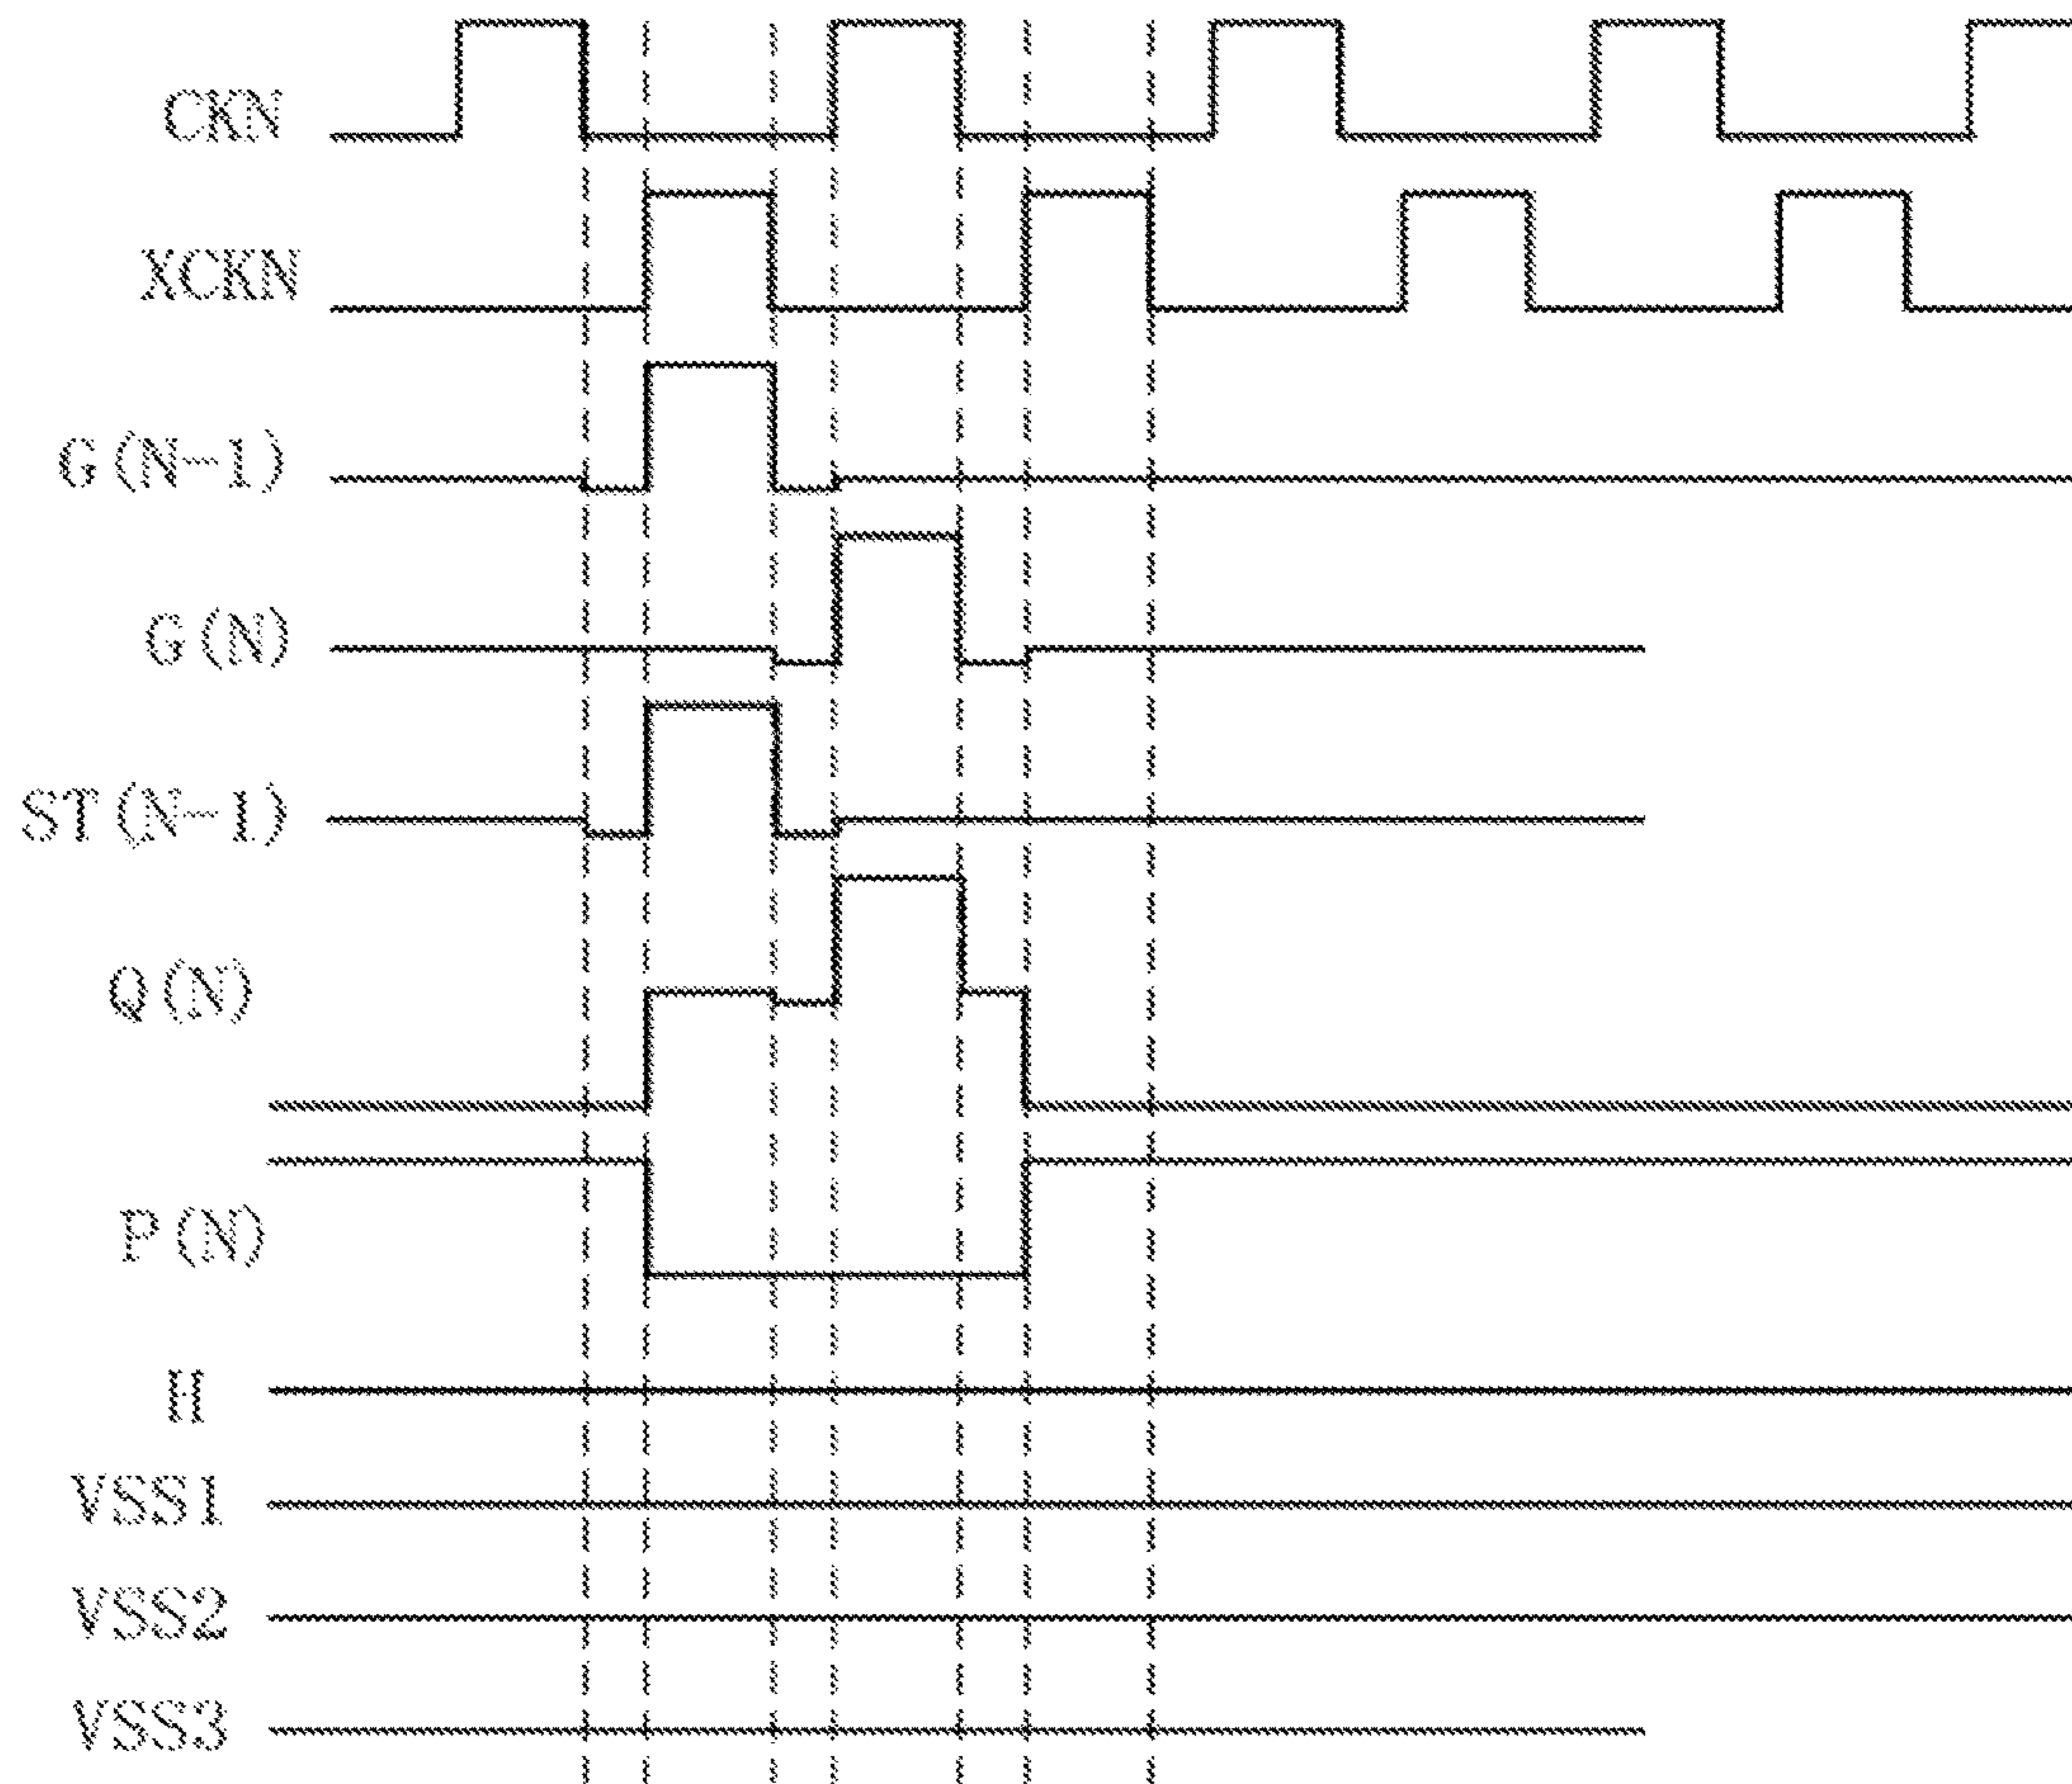 CKN
XCKN
G(N-1)
G(N)
ST(N-1)
Q(N)
P(N)
H
VSS1
VSS2
VSS3